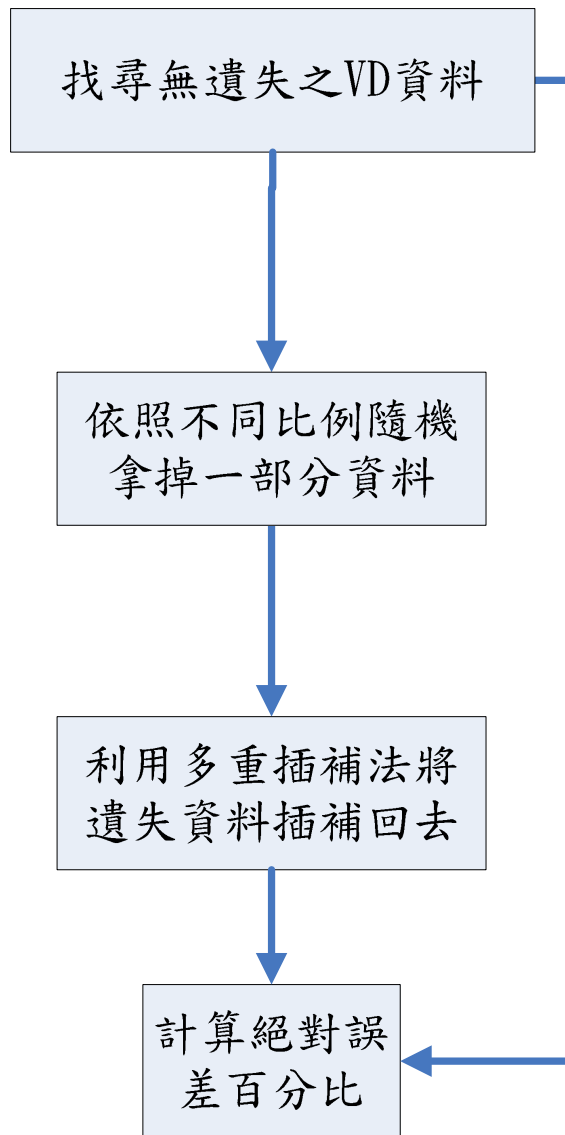 找尋無遺失之VD資料
依照不同比例隨機
拿掉一部分資料
利用多重插補法將
遺失資料插補回去
計算絕對誤
差百分比